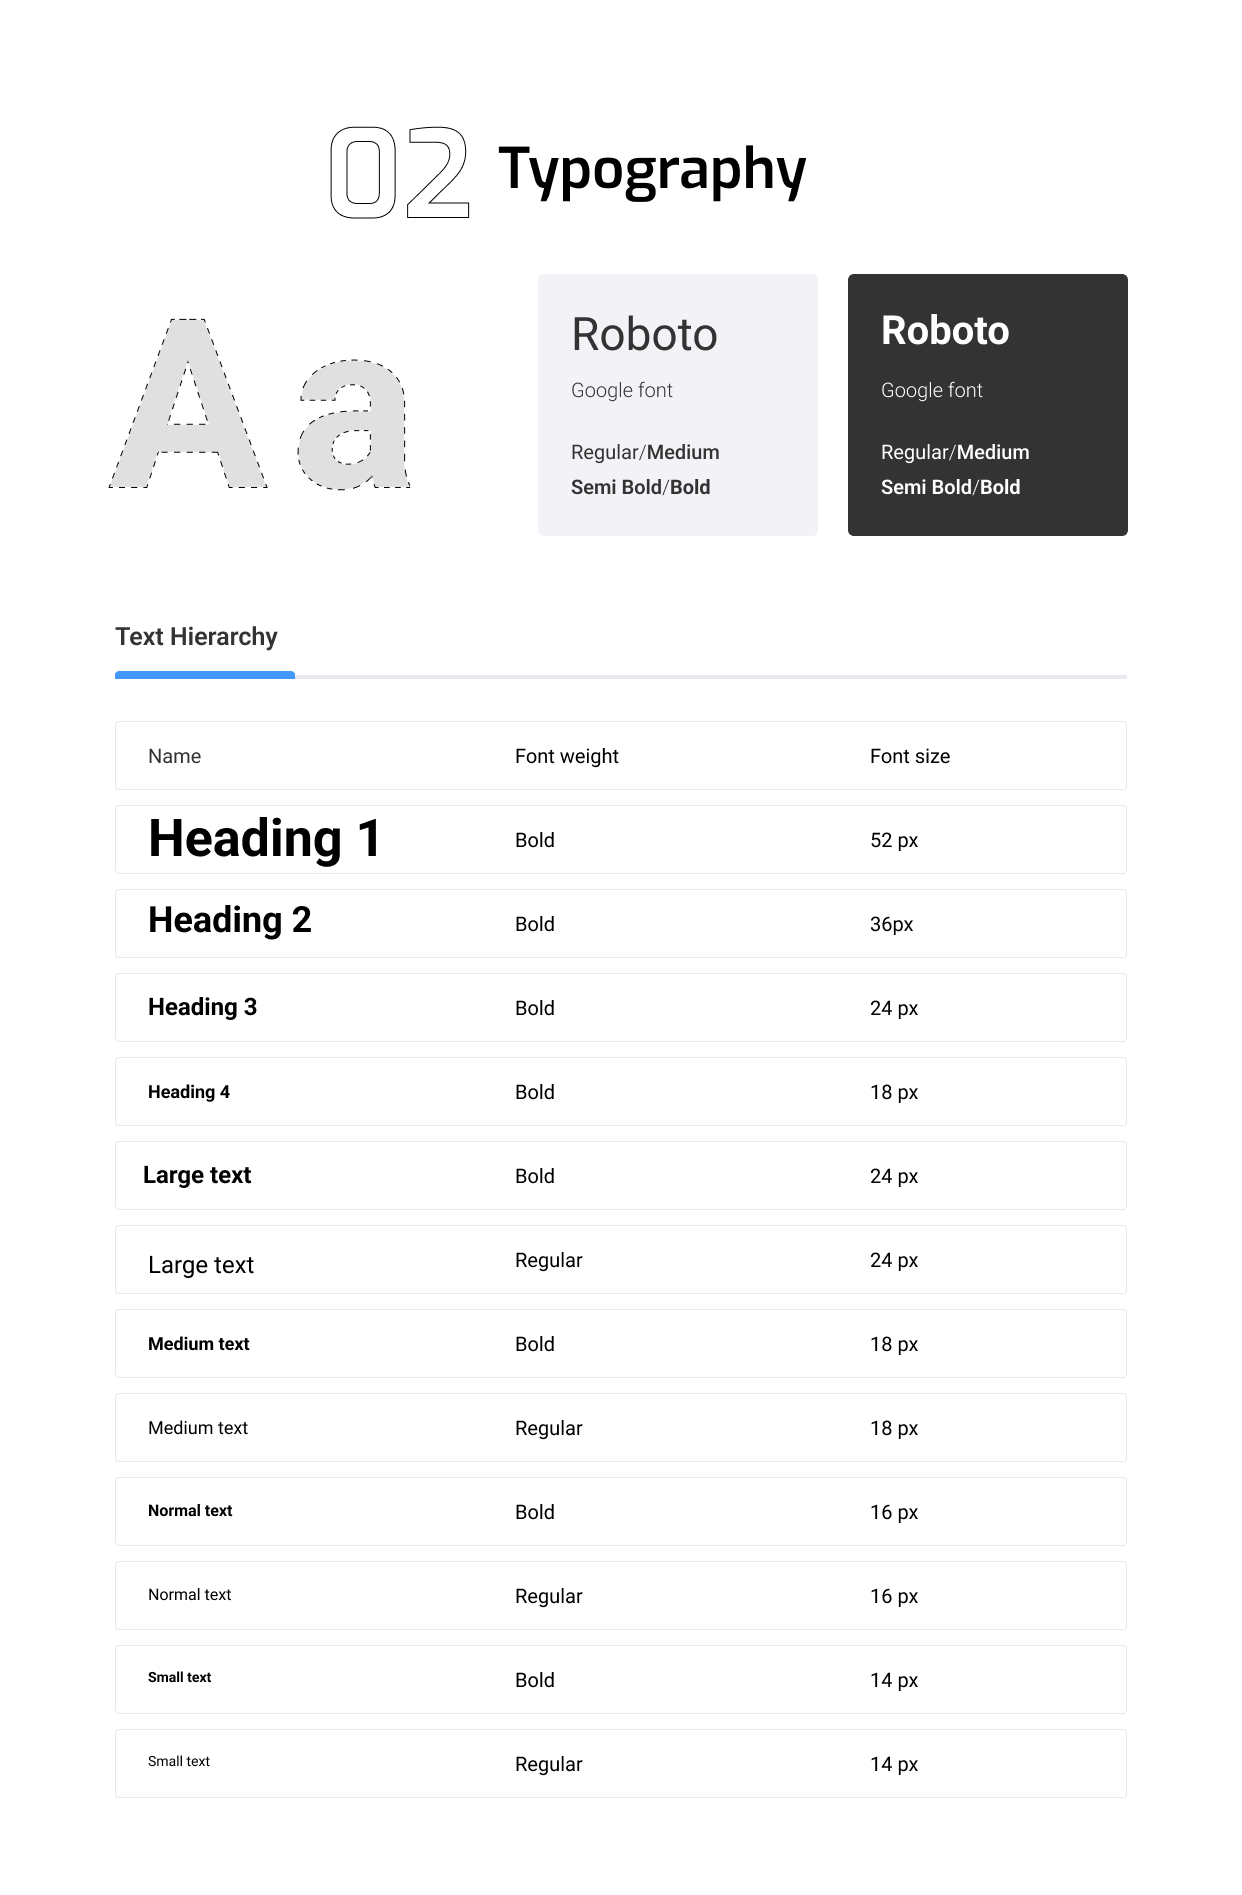 02 Typography
Aa
Roboto
Google font
Regular/Medium
Semi Bold/Bold
Roboto
Google font
Regular/Medium
Semi Bold/Bold
Text Hierarchy
Name Font weight Font size
Heading 1 Bold 52 px
Heading 2 Bold 36px
Heading 3 Bold 24 px
Heading 4 Bold 18 px
Large text Bold 24 px
Large text Regular 24 px
Medium text Bold 18 px
Medium text Regular 18 px
Normal text Bold 16 px
Normal text Regular 16 px
Small text Bold 14 px
Small text Regular 14 px